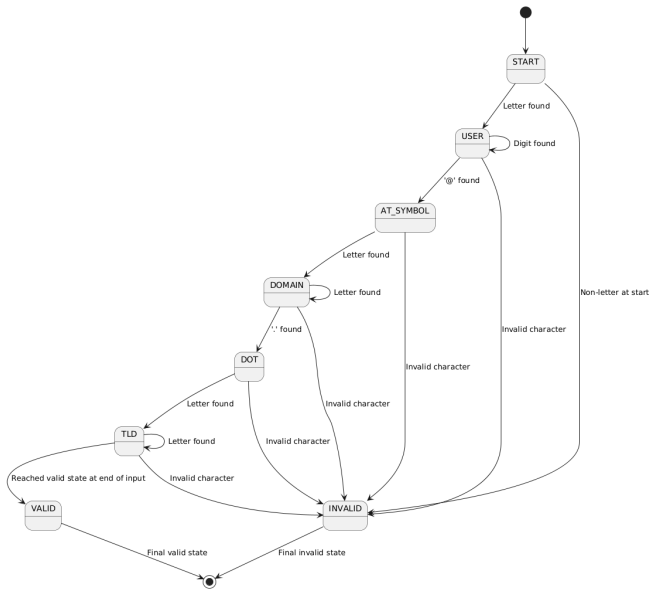 START
Letter found
USER
Digit found
'@' found
AT_SYMBOL
Letter found
DOMAIN
Letter found
Non-letter at start
'.' found
Invalid character
DOT
Invalid character
Letter found
Invalid character
TLD
Letter found
Invalid character
Reached valid state at end of input
Invalid character
VALID
INVALID
Final valid state
Final invalid state